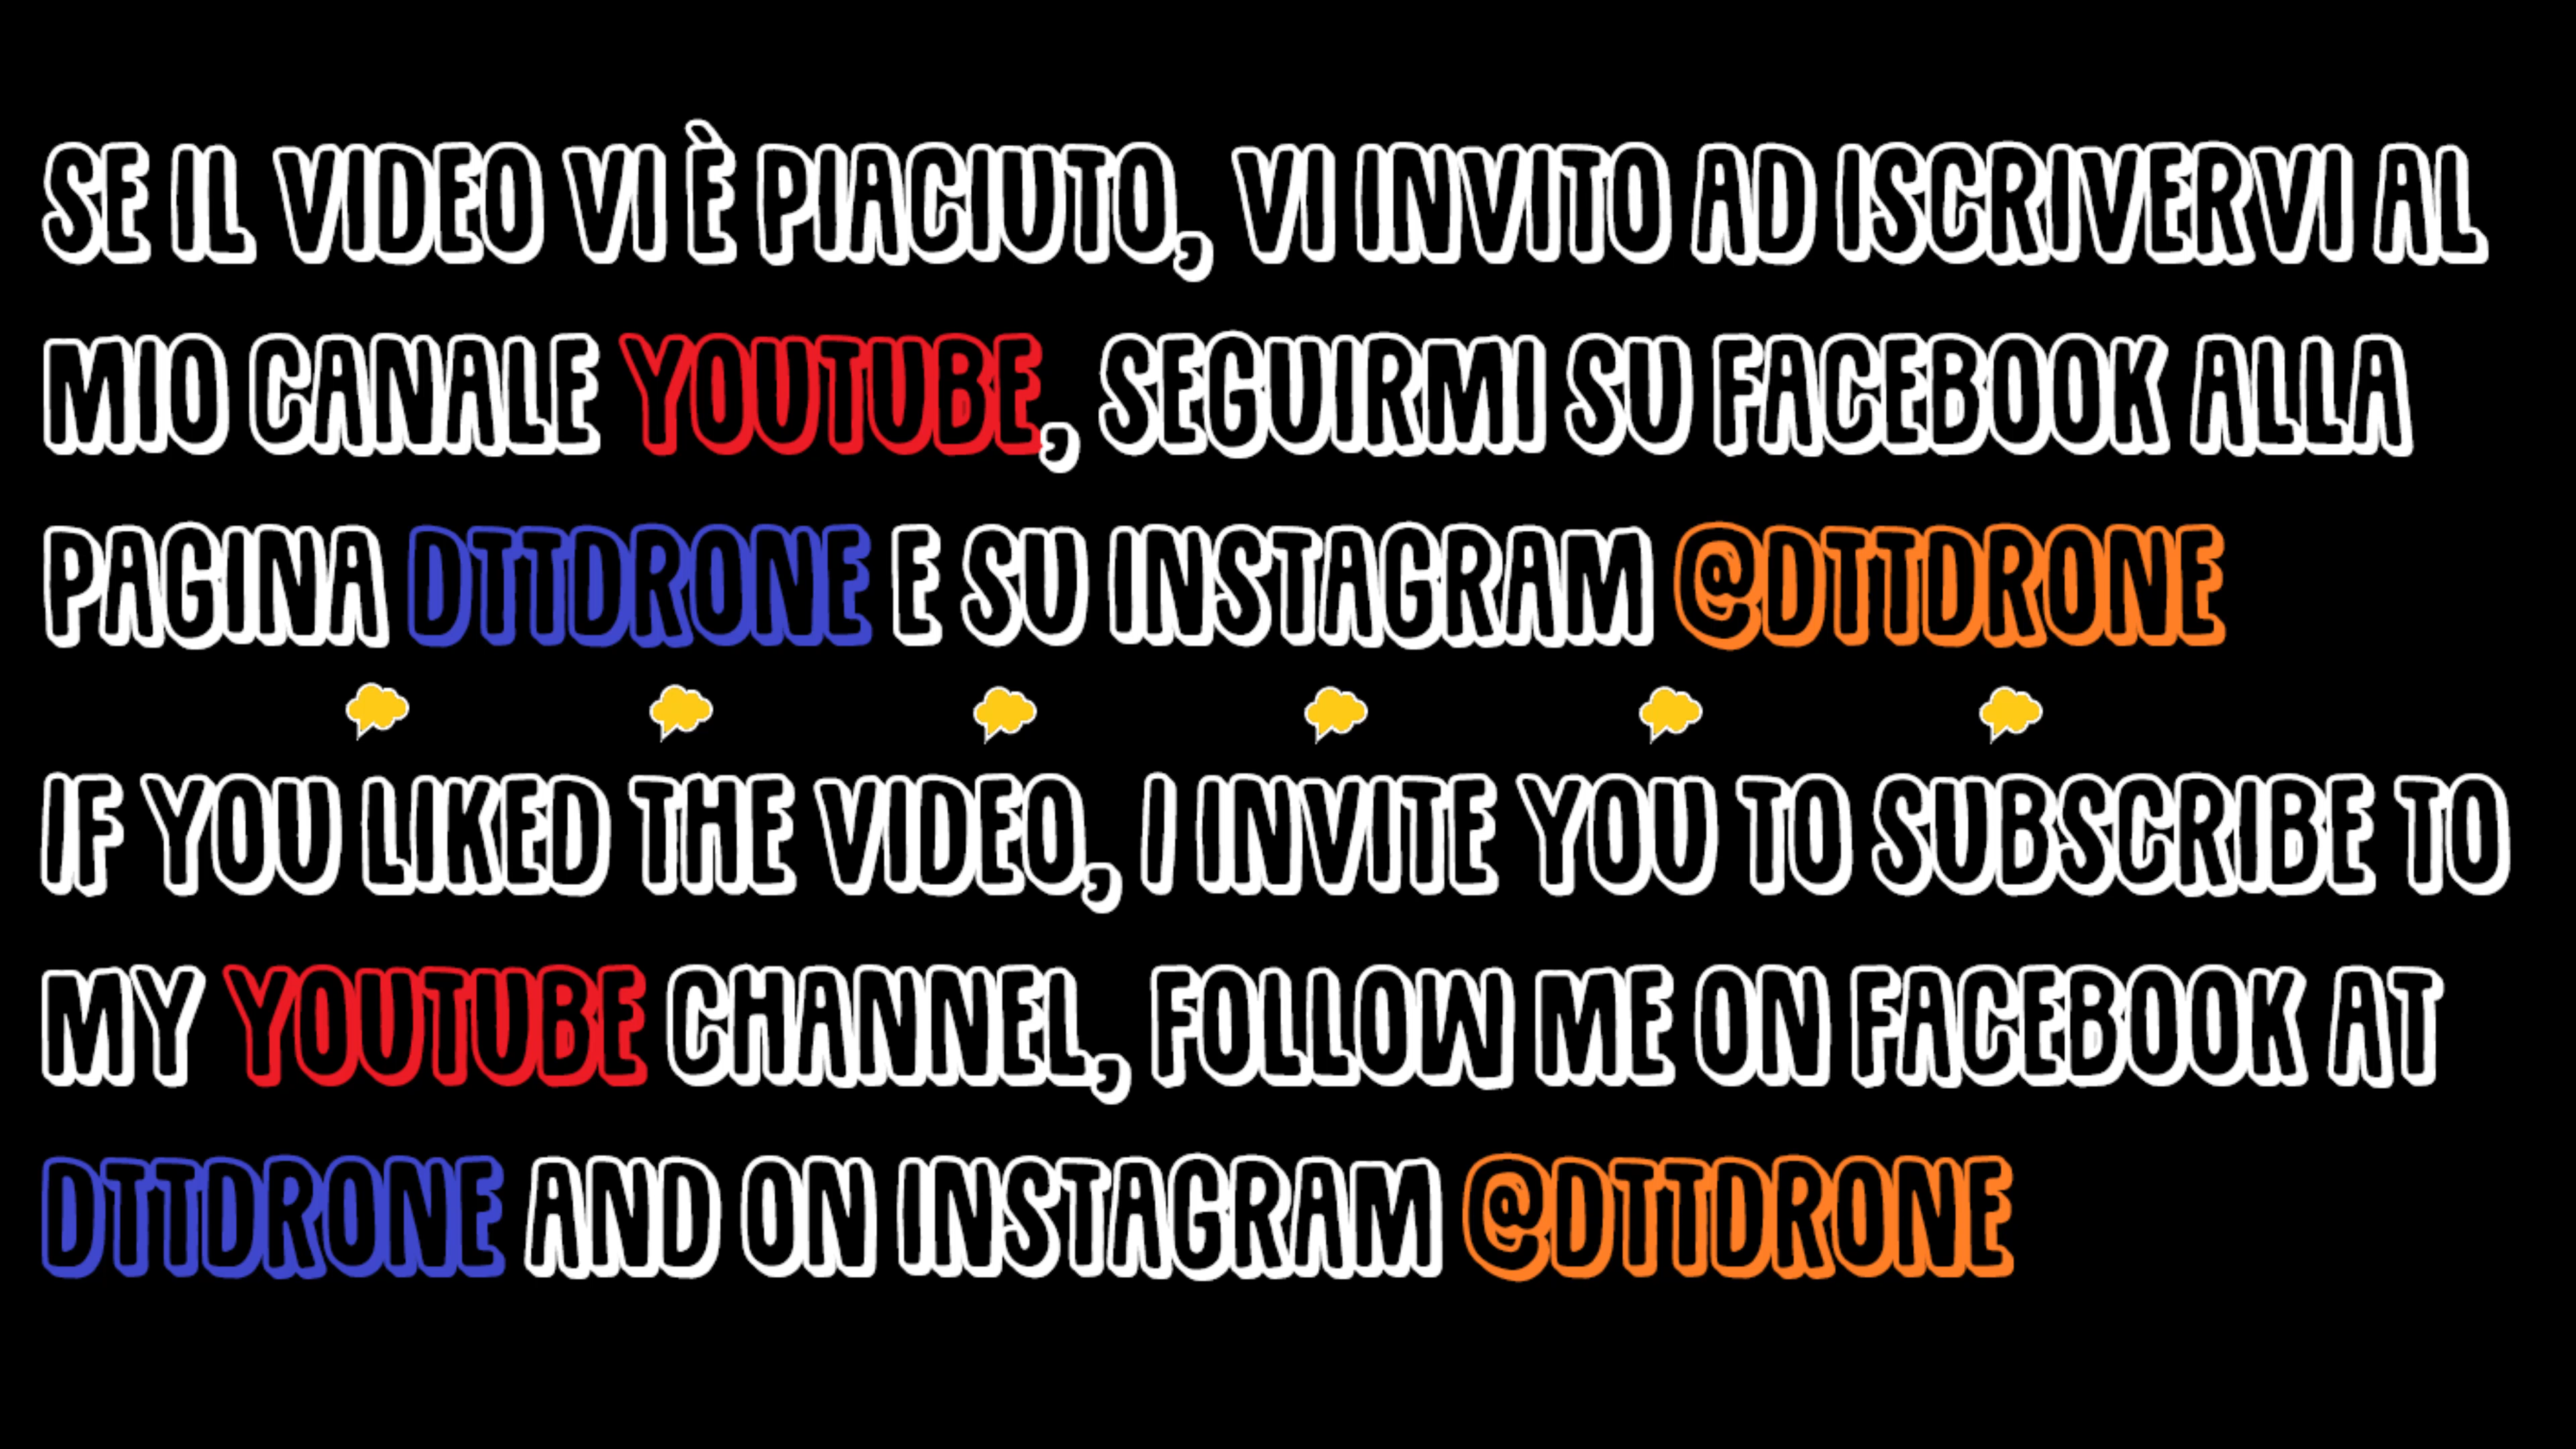 SE IL VIDEO VI È PIACIUTO, VI INVITO AD ISCRIVERVI AL
MIO CANALE YOUTUBE, SEGUIRMI SU FACEBOOK ALLA
PAGINA DTTDRONE E SU INSTAGRAM @DTTDRONE
IF YOU LIKED THE VIDEO, I INVITE YOU TO SUBSCRIBE TO
MY YOUTUBE CHANNEL, FOLLOW ME ON FACEBOOK AT
DTTDRONE AND ON INSTAGRAM @DTTDRONE